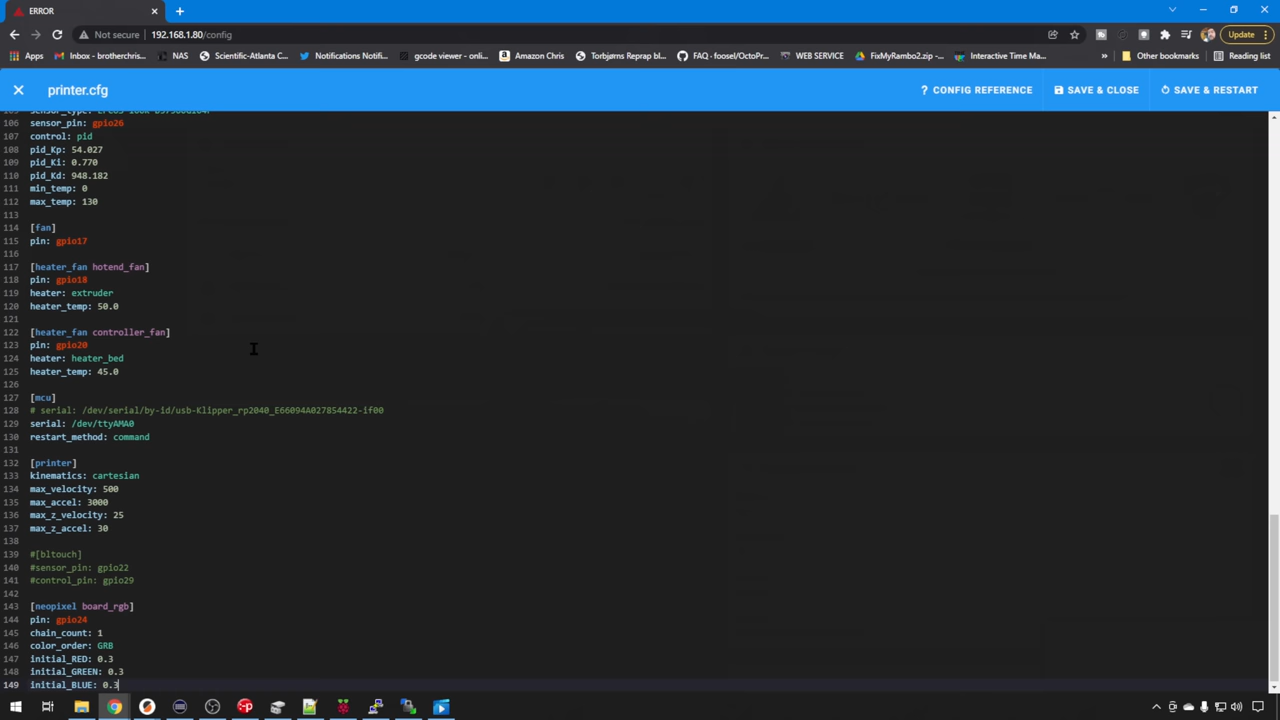 ERROR
Not secure 192.168.1.80/config
Update
Apps Inbox - brotherchris... NAS Scientific-Atlanta C... Notifications Notifi... gcode viewer - onlin... Amazon Chris Torbjørns Reprap bl... FAQ · foosel/OctoPr... WEB SERVICE FixMyRambo2.zip -... Interactive Time Ma... » Other bookmarks Reading list
printer.cfg
? CONFIG REFERENCE SAVE & CLOSE SAVE & RESTART
106 sensor_pin: gpio26
107 control: pid
108 pid_Kp: 54.027
109 pid_Ki: 0.770
110 pid_Kd: 948.182
111 min_temp: 0
112 max_temp: 130
113
114 [fan]
115 pin: gpio17
116
117 [heater_fan hotend_fan]
118 pin: gpio18
119 heater: extruder
120 heater_temp: 50.0
121
122 [heater_fan controller_fan]
123 pin: gpio20
124 heater: heater_bed
125 heater_temp: 45.0
126
127 [mcu]
128 # serial: /dev/serial/by-id/usb-Klipper_rp2040_E66094A027854422-if00
129 serial: /dev/ttyAMA0
130 restart_method: command
131
132 [printer]
133 kinematics: cartesian
134 max_velocity: 500
135 max_accel: 3000
136 max_z_velocity: 25
137 max_z_accel: 30
138
139 #[bltouch]
140 #sensor_pin: gpio22
141 #control_pin: gpio29
142
143 [neopixel board_rgb]
144 pin: gpio24
145 chain_count: 1
146 color_order: GRB
147 initial_RED: 0.3
148 initial_GREEN: 0.3
149 initial_BLUE: 0.3